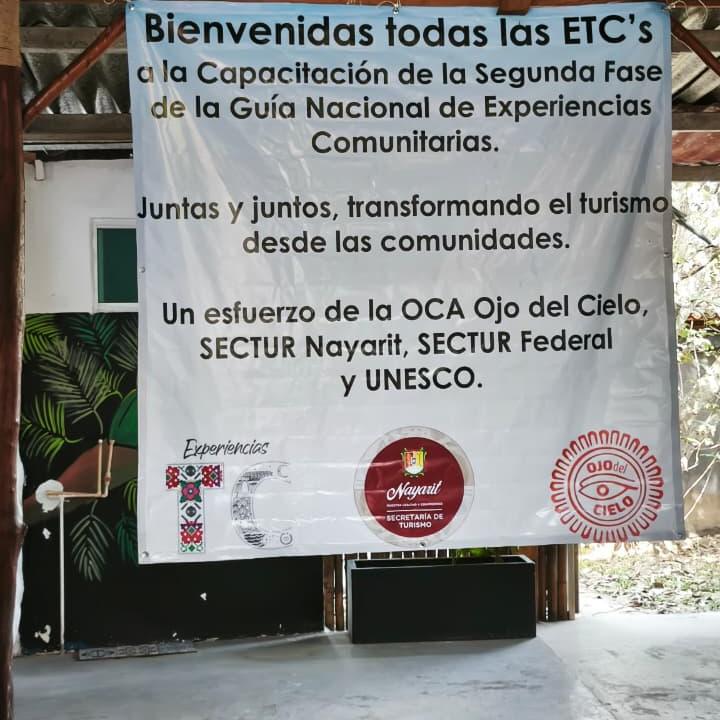 Bienvenidas todas las ETC's
a la Capacitación de la Segunda Fase
de la Guía Nacional de Experiencias
Comunitarias.
Juntas y juntos, transformando el turismo
desde las comunidades.
Un esfuerzo de la OCA Ojo del Cielo,
SECTUR Nayarit, SECTUR Federal
y UNESCO.
Experiencias
TC
Nayarit
SECRETARÍA DE
TURISMO
OJO del
CIELO